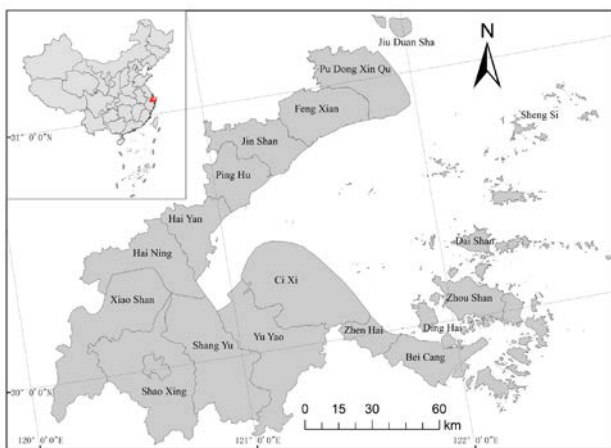 Jiu Duan Sha
N
Pu Dong Xin Qu
Feng Xian
Sheng Si
31° 0′ 0″N
Jin Shan
Ping Hu
Hai Yan
Dai Shan
Hai Ning
Ci Xi
Xiao Shan
Zhou Shan
Ding Hai
Zhen Hai
Shang Yu
Yu Yao
Bei Cang
Shao Xing
30° 0′ 0″N
0 15 30 60
km
120° 0′ 0″E
121° 0′ 0″E
122° 0′ 0″E